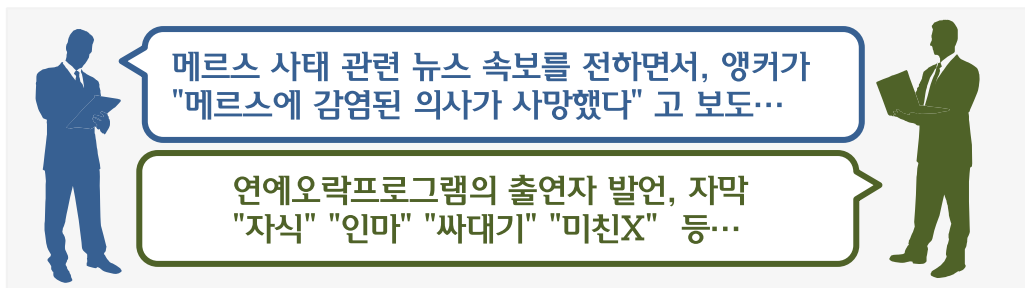 메르스 사태 관련 뉴스 속보를 전하면서, 앵커가
"메르스에 감염된 의사가 사망했다" 고 보도…
연예오락프로그램의 출연자 발언, 자막
"자식" "인마" "싸대기" "미친X" 등…